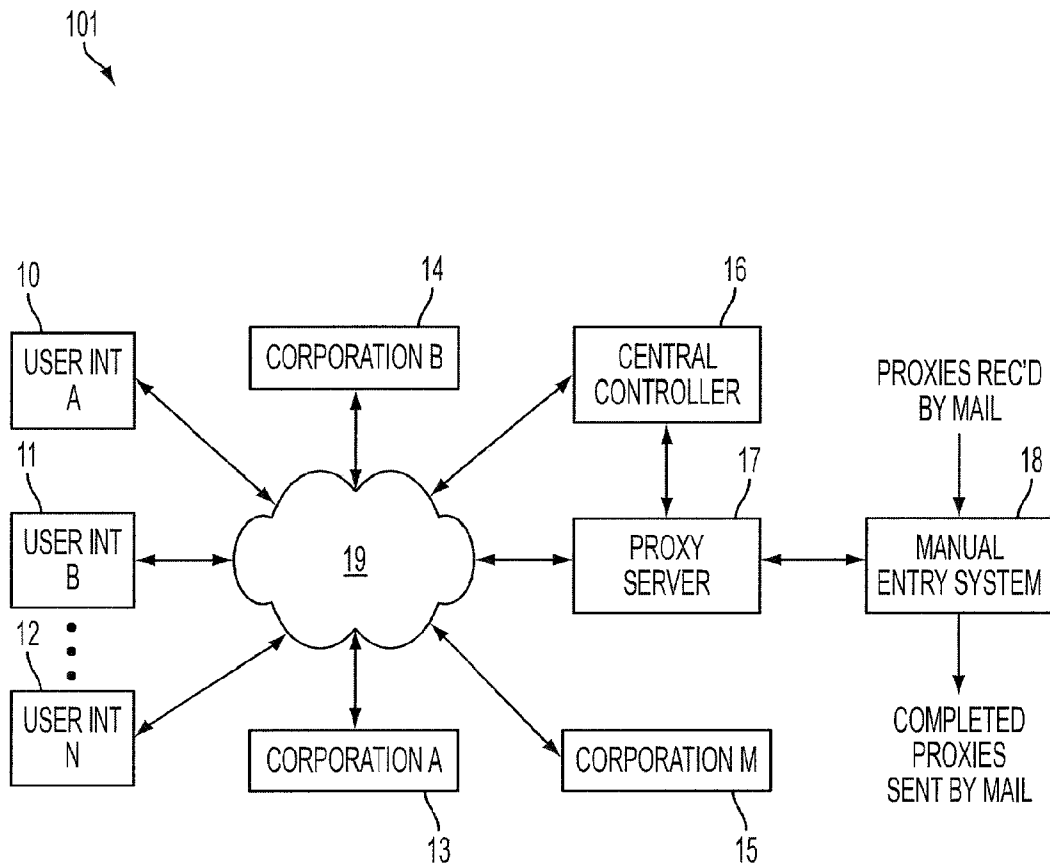 101
10
USER INT
A
11
USER INT
B
12
USER INT
N
14
CORPORATION B
19
CORPORATION A
13
16
CENTRAL
CONTROLLER
17
PROXY
SERVER
CORPORATION M
15
PROXIES REC'D
BY MAIL
18
MANUAL
ENTRY SYSTEM
COMPLETED
PROXIES
SENT BY MAIL